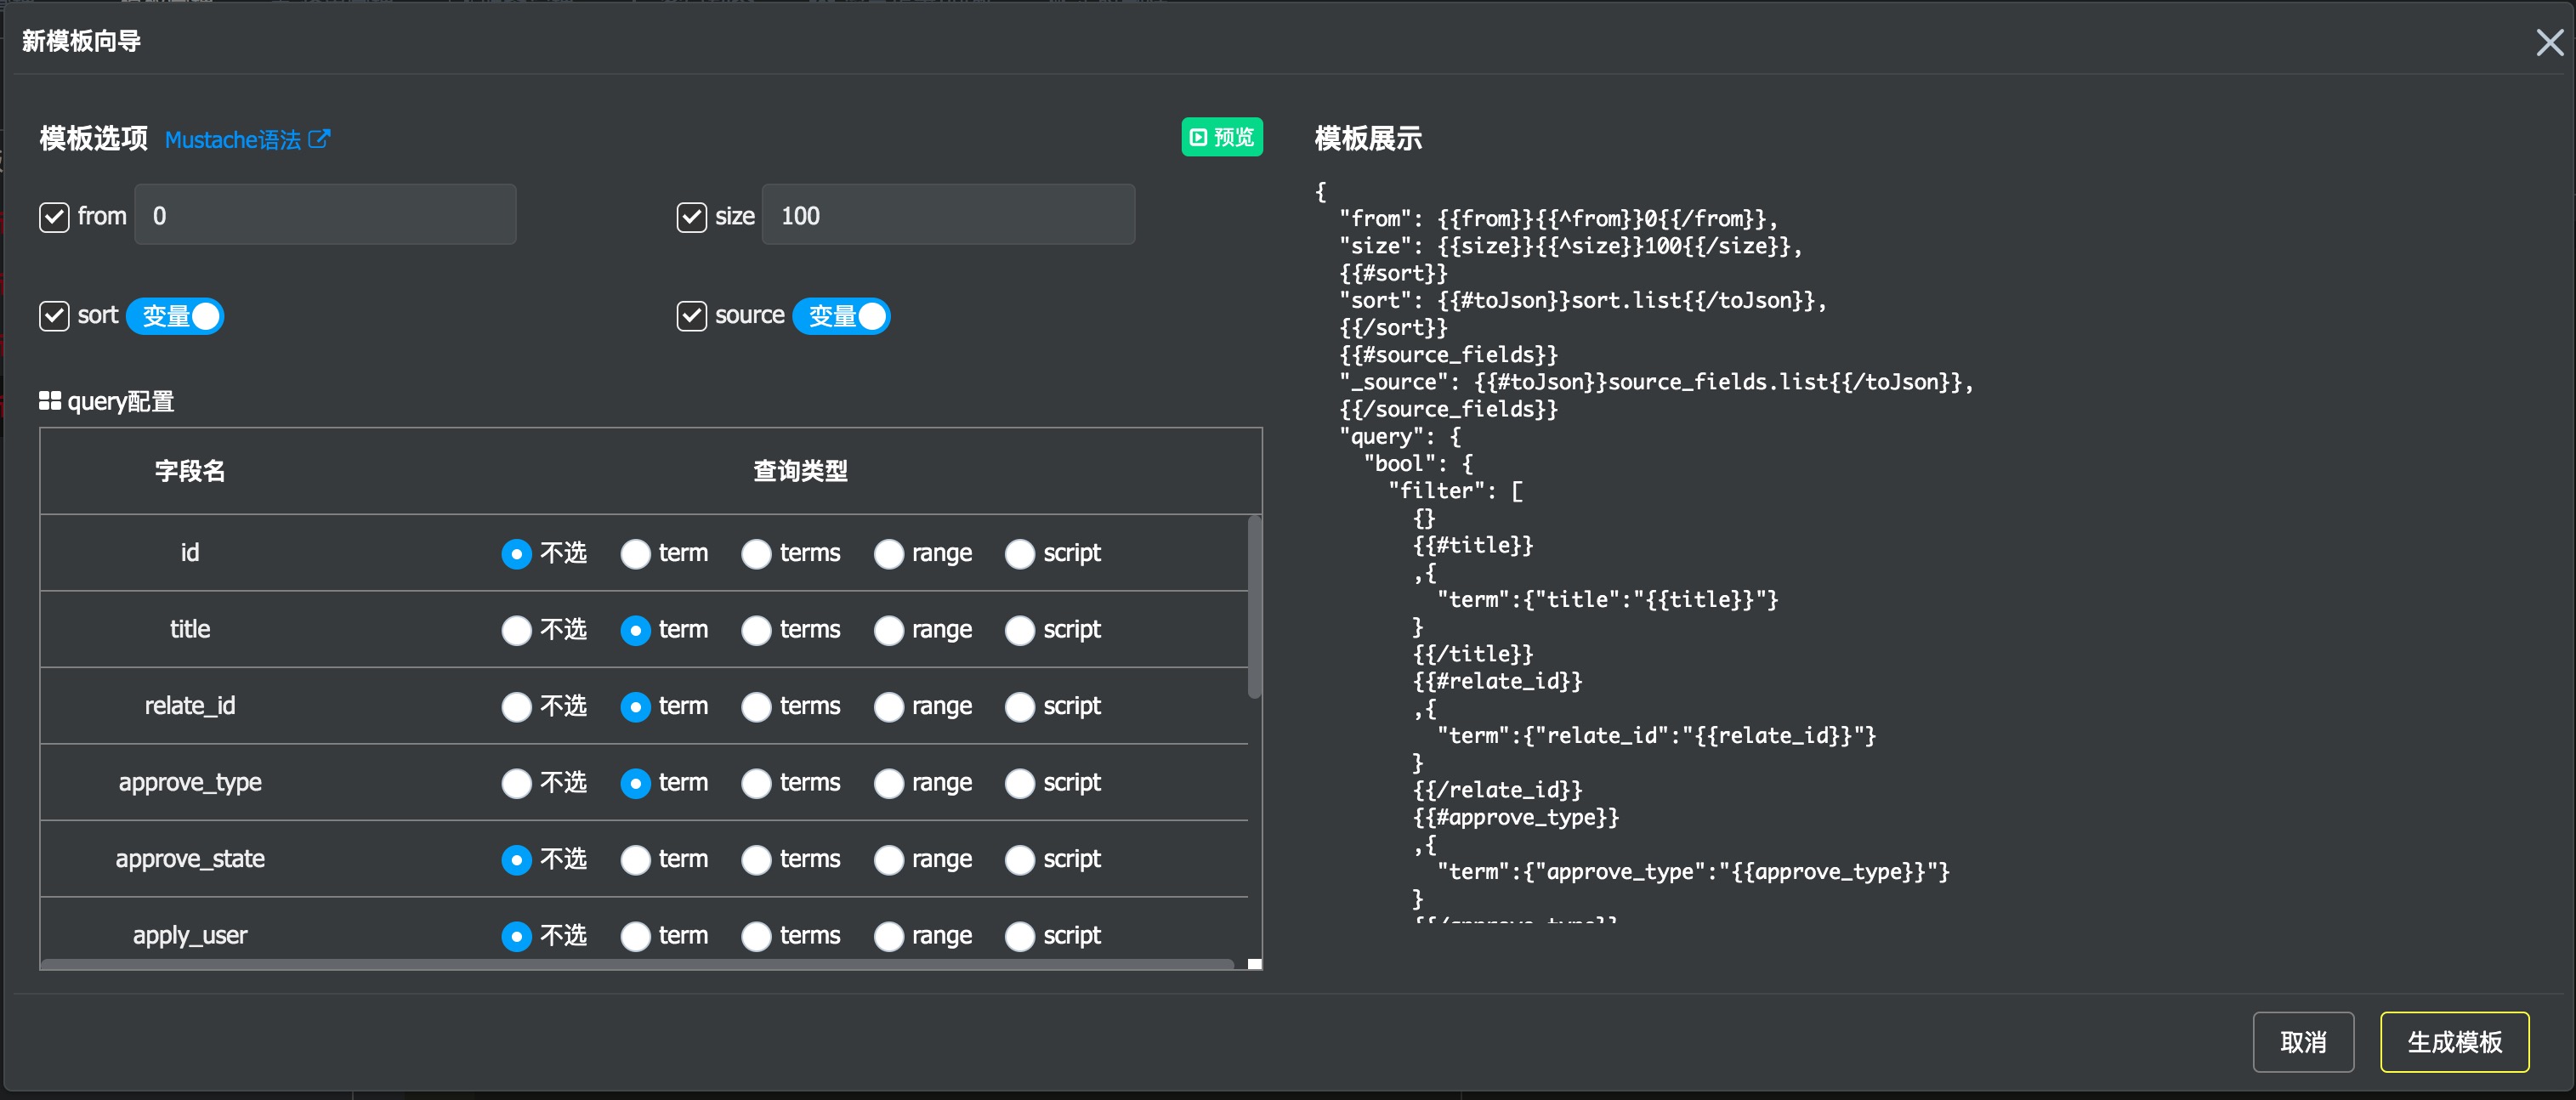 新模板向导
模板选项 Mustache语法
预览
from 0
size 100
sort 变量
source 变量
query配置
字段名 查询类型
id 不选 term terms range script
title 不选 term terms range script
relate_id 不选 term terms range script
approve_type 不选 term terms range script
approve_state 不选 term terms range script
apply_user 不选 term terms range script
模板展示
{
"from": {{from}}{{^from}}0{{/from}},
"size": {{size}}{{^size}}100{{/size}},
{{#sort}}
"sort": {{#toJson}}sort.list{{/toJson}},
{{/sort}}
{{#source_fields}}
"_source": {{#toJson}}source_fields.list{{/toJson}},
{{/source_fields}}
"query": {
"bool": {
"filter": [
{}
{{#title}}
,{
"term":{"title":"{{title}}"}
}
{{/title}}
{{#relate_id}}
,{
"term":{"relate_id":"{{relate_id}}"}
}
{{/relate_id}}
{{#approve_type}}
,{
"term":{"approve_type":"{{approve_type}}"}
}
{{/approve_type}}
取消
生成模板